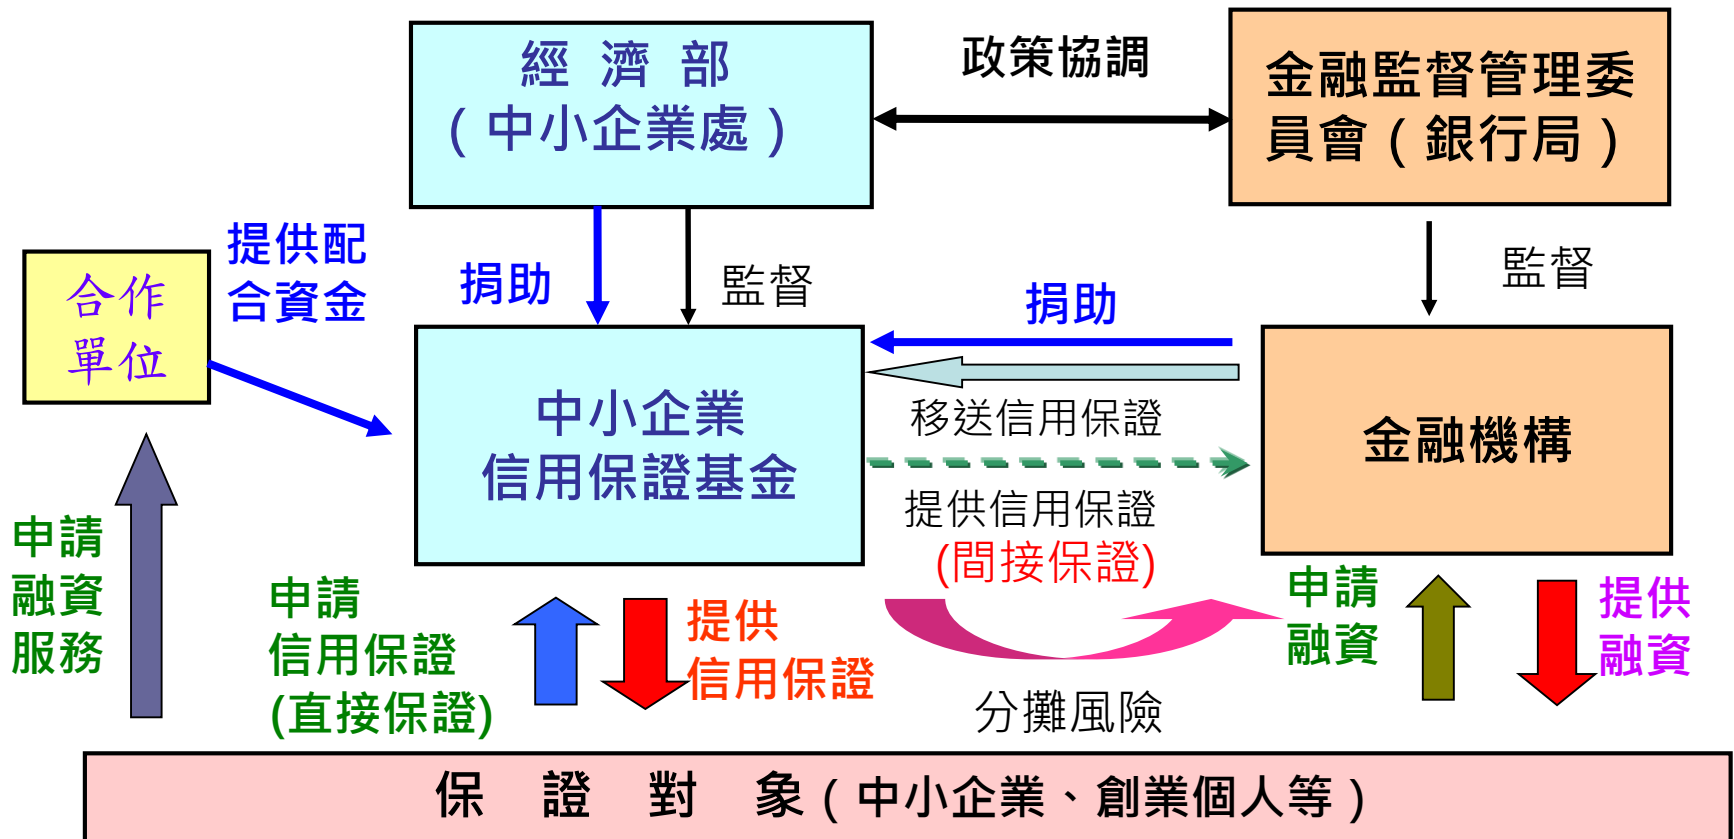 經 濟 部
（中小企業處）
政策協調
金融監督管理委
員會（銀行局）
合作
單位
提供配
合資金
捐助
監督
捐助
監督
中小企業
信用保證基金
移送信用保證
提供信用保證
(間接保證)
金融機構
申請
融資
服務
申請
信用保證
(直接保證)
提供
信用保證
分攤風險
申請
融資
提供
融資
保 證 對 象（中小企業、創業個人等）